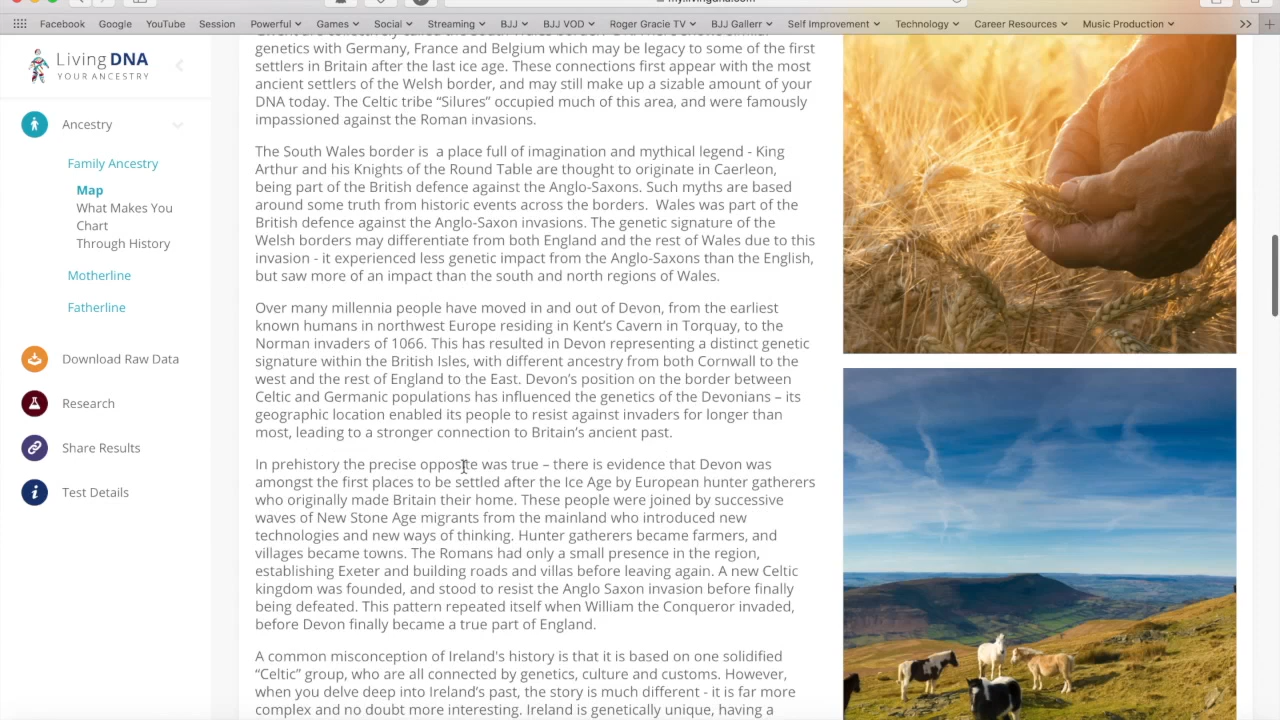 Facebook Google YouTube Session Powerful Games Social Streaming BJJ BJJ VOD Roger Gracie TV BJJ Gallerr Self Improvement Technology Career Resources Music Production
Living DNA
YOUR ANCESTRY
Ancestry
Family Ancestry
Map
What Makes You
Chart
Through History
Motherline
Fatherline
Download Raw Data
Research
Share Results
Test Details
genetics with Germany, France and Belgium which may be legacy to some of the first
settlers in Britain after the last ice age. These connections first appear with the most
ancient settlers of the Welsh border, and may still make up a sizable amount of your
DNA today. The Celtic tribe “Silures” occupied much of this area, and were famously
impassioned against the Roman invasions.
The South Wales border is a place full of imagination and mythical legend - King
Arthur and his Knights of the Round Table are thought to originate in Caerleon,
being part of the British defence against the Anglo-Saxons. Such myths are based
around some truth from historic events across the borders. Wales was part of the
British defence against the Anglo-Saxon invasions. The genetic signature of the
Welsh borders may differentiate from both England and the rest of Wales due to this
invasion - it experienced less genetic impact from the Anglo-Saxons than the English,
but saw more of an impact than the south and north regions of Wales.
Over many millennia people have moved in and out of Devon, from the earliest
known humans in northwest Europe residing in Kent’s Cavern in Torquay, to the
Norman invaders of 1066. This has resulted in Devon representing a distinct genetic
signature within the British Isles, with different ancestry from both Cornwall to the
west and the rest of England to the East. Devon’s position on the border between
Celtic and Germanic populations has influenced the genetics of the Devonians – its
geographic location enabled its people to resist against invaders for longer than
most, leading to a stronger connection to Britain’s ancient past.
In prehistory the precise opposite was true – there is evidence that Devon was
amongst the first places to be settled after the Ice Age by European hunter gatherers
who originally made Britain their home. These people were joined by successive
waves of New Stone Age migrants from the mainland who introduced new
technologies and new ways of thinking. Hunter gatherers became farmers, and
villages became towns. The Romans had only a small presence in the region,
establishing Exeter and building roads and villas before leaving again. A new Celtic
kingdom was founded, and stood to resist the Anglo Saxon invasion before finally
being defeated. This pattern repeated itself when William the Conqueror invaded,
before Devon finally became a true part of England.
A common misconception of Ireland's history is that it is based on one solidified
“Celtic” group, who are all connected by genetics, culture and customs. However,
when you delve deep into Ireland’s past, the story is much different - it is far more
complex and no doubt more interesting. Ireland is genetically unique, having a